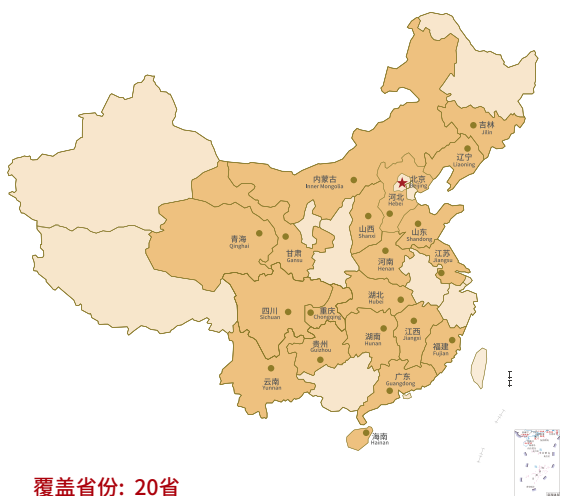 吉林
Jilin
辽宁
Liaoning
内蒙古
Inner Mongolia
北京
Beijing
河北
Hebei
山西
Shanxi
山东
Shandong
青海
Qinghai
甘肃
Gansu
河南
Henan
江苏
Jiangsu
四川
Sichuan
重庆
Chongqing
湖北
Hubei
湖南
Hunan
江西
Jiangxi
贵州
Guizhou
福建
Fujian
云南
Yunnan
广东
Guangdong
海南
Hainan
覆盖省份: 20省